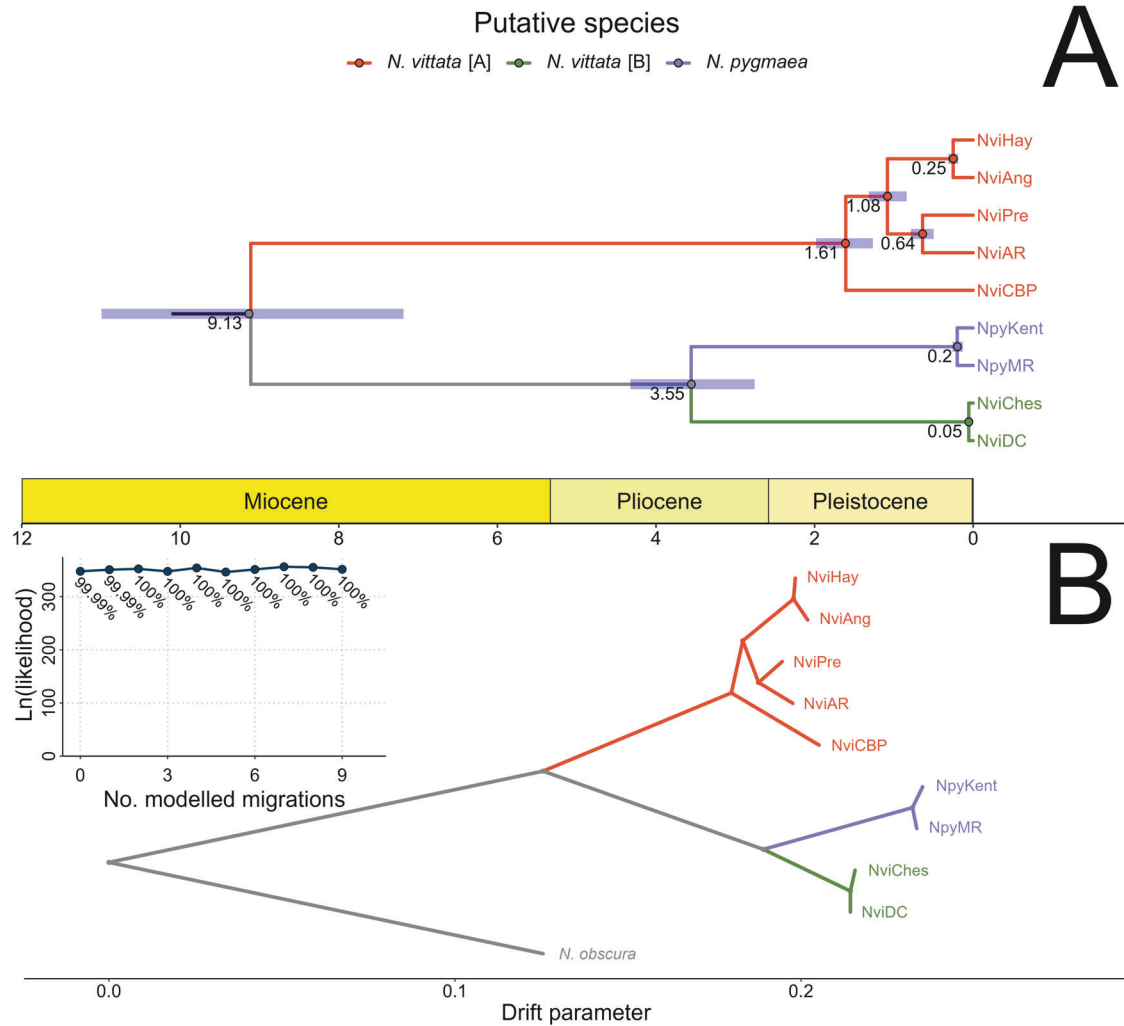 Putative species
A
N. vittata [A] N. vittata [B] N. pygmaea
NviHay
0.25
NviAng
1.08
NviPre
0.64
NviAR
1.61
NviCBP
9.13
NpyKent
0.2
NpyMR
3.55
NviChes
0.05
NviDC
Miocene Pliocene Pleistocene
12 10 8 6 4 2 0
B
Ln(likelihood)
300
200
100
0
99.99% 99.99% 100% 100% 100% 100% 100% 100% 100% 100%
0 3 6 9
No. modelled migrations
NviHay
NviAng
NviPre
NviAR
NviCBP
NpyKent
NpyMR
NviChes
NviDC
N. obscura
0.0 0.1 0.2
Drift parameter